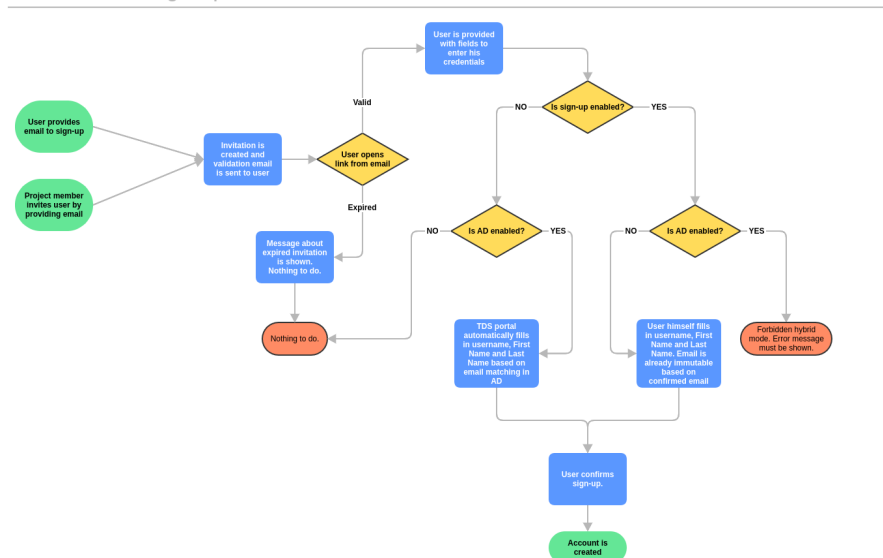 User is provided
with fields to
enter his
credentials
Valid
Is sign-up enabled?
NO
YES
User provides
email to sign-up
Invitation is
created and
validation email
is sent to user
User opens
link from email
Project member
invites user by
providing email
Expired
Message about
expired invitation
is shown.
Nothing to do.
NO
Is AD enabled?
YES
NO
Is AD enabled?
YES
Nothing to do.
TDS portal
automatically fills
in username, First
Name and Last
Name based on
email matching in
AD
User himself fills
in username, First
Name and Last
Name. Email is
already immutable
based on
confirmed email
Forbidden hybrid
mode. Error message
must be shown.
User confirms
sign-up.
Account is
created